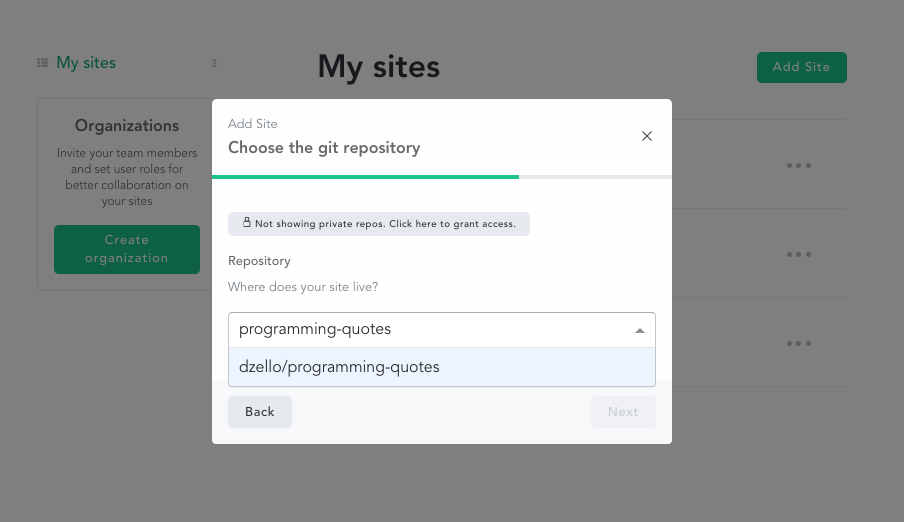 My sites
3
Organizations
Invite your team members
and set user roles for
better collaboration on
your sites
Create
organization
My sites
Add Site
Add Site
Choose the git repository
Not showing private repos. Click here to grant access.
Repository
Where does your site live?
programming-quotes
dzello/programming-quotes
Back
Next